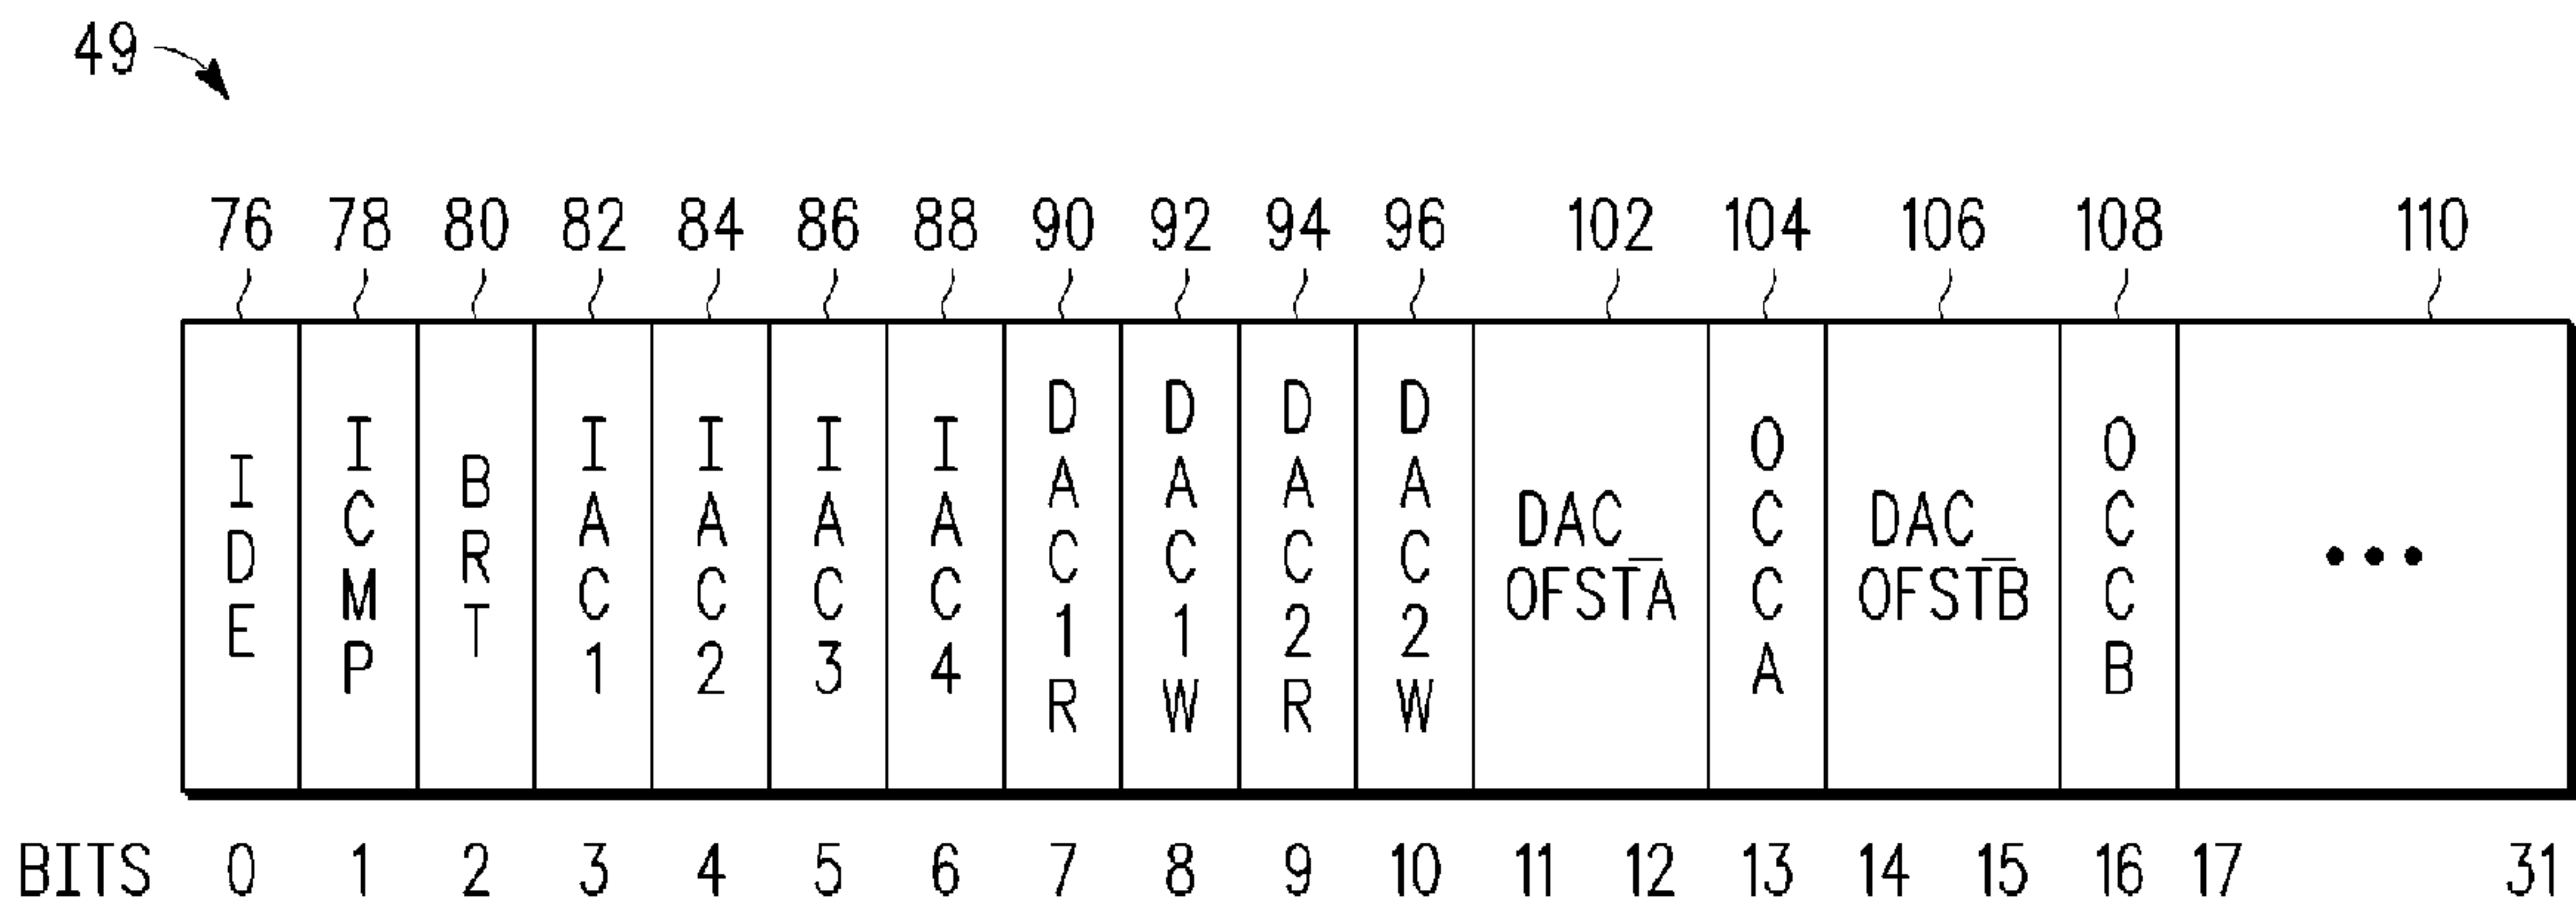 49
76 78 80 82 84 86 88 90 92 94 96 102 104 106 108 110
IDE ICMP BRT IAC1 IAC2 IAC3 IAC4 DAC1R DAC1W DAC2R DAC2W DAC_OFSTA OCCA DAC_OFSTB OCCB •••
BITS 0 1 2 3 4 5 6 7 8 9 10 11 12 13 14 15 16 17 31